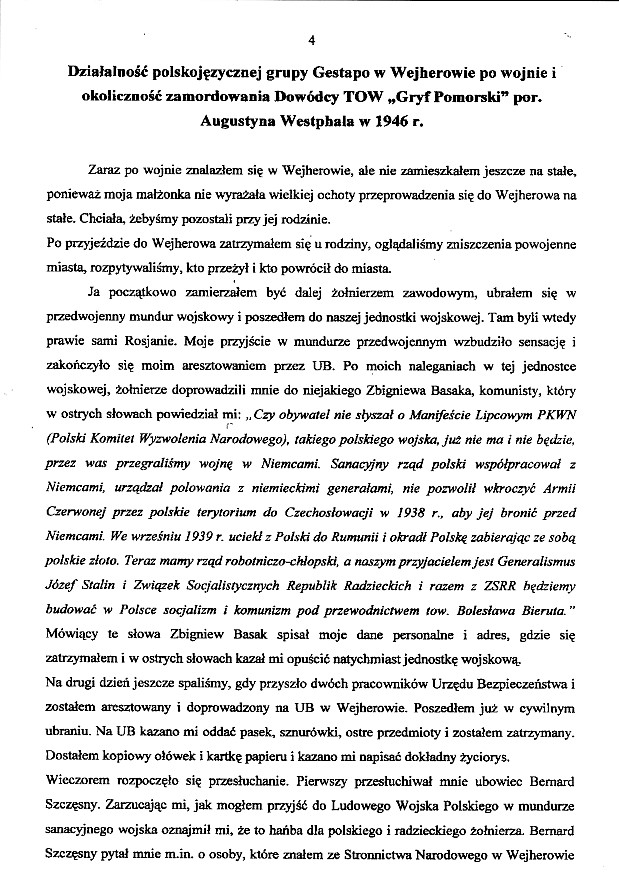 4
Działalność polskojęzycznej grupy Gestapo w Wejherowie po wojnie i
okoliczność zamordowania Dowódcy TOW „Gryf Pomorski” por.
Augustyna Westphala w 1946 r.
Zaraz po wojnie znalazłem się w Wejherowie, ale nie zamieszkałem jeszcze na stałe,
ponieważ moja małżonka nie wyrażała wielkiej ochoty przeprowadzenia się do Wejherowa na
stałe. Chciała, żebyśmy pozostali przy jej rodzinie.
Po przyjeździe do Wejherowa zatrzymałem się u rodziny, oglądaliśmy zniszczenia powojenne
miasta, rozpytywaliśmy, kto przeżył i kto powrócił do miasta.
Ja początkowo zamierzałem być dalej żołnierzem zawodowym, ubrałem się w
przedwojenny mundur wojskowy i poszedłem do naszej jednostki wojskowej. Tam byli wtedy
prawie sami Rosjanie. Moje przyjście w mundurze przedwojennym wzbudziło sensację i
zakończyło się moim aresztowaniem przez UB. Po moich naleganiach w tej jednostce
wojskowej, żołnierze doprowadzili mnie do niejakiego Zbigniewa Basaka, komunisty, który
w ostrych słowach powiedział mi: „Czy obywatel nie słyszał o Manifeście Lipcowym PKWN
(Polski Komitet Wyzwolenia Narodowego), takiego polskiego wojska, już nie ma i nie będzie,
przez was przegraliśmy wojnę w Niemcami. Sanacyjny rząd polski współpracował z
Niemcami, urządzał polowania z niemieckimi generałami, nie pozwolił wkroczyć Armii
Czerwonej przez polskie terytorium do Czechosłowacji w 1938 r., aby jej bronić przed
Niemcami. We wrześniu 1939 r. uciekł z Polski do Rumunii i okradł Polskę zabierając ze sobą
polskie złoto. Teraz mamy rząd robotniczo-chłopski, a naszym przyjacielem jest Generalismus
Józef Stalin i Związek Socjalistycznych Republik Radzieckich i razem z ZSRR będziemy
budować w Polsce socjalizm i komunizm pod przewodnictwem tow. Bolesława Bieruta.”
Mówiący te słowa Zbigniew Basak spisał moje dane personalne i adres, gdzie się
zatrzymałem i w ostrych słowach kazał mi opuścić natychmiast jednostkę wojskową.
Na drugi dzień jeszcze spaliśmy, gdy przyszło dwóch pracowników Urzędu Bezpieczeństwa i
zostałem aresztowany i doprowadzony na UB w Wejherowie. Poszedłem już w cywilnym
ubraniu. Na UB kazano mi oddać pasek, sznurówki, ostre przedmioty i zostałem zatrzymany.
Dostałem kopiowy ołówek i kartkę papieru i kazano mi napisać dokładny życiorys.
Wieczorem rozpoczęło się przesłuchanie. Pierwszy przesłuchiwał mnie ubowiec Bernard
Szczęsny. Zarzucając mi, jak mogłem przyjść do Ludowego Wojska Polskiego w mundurze
sanacyjnego wojska oznajmił mi, że to hańba dla polskiego i radzieckiego żołnierza. Bernard
Szczęsny pytał mnie m.in. o osoby, które znałem ze Stronnictwa Narodowego w Wejherowie